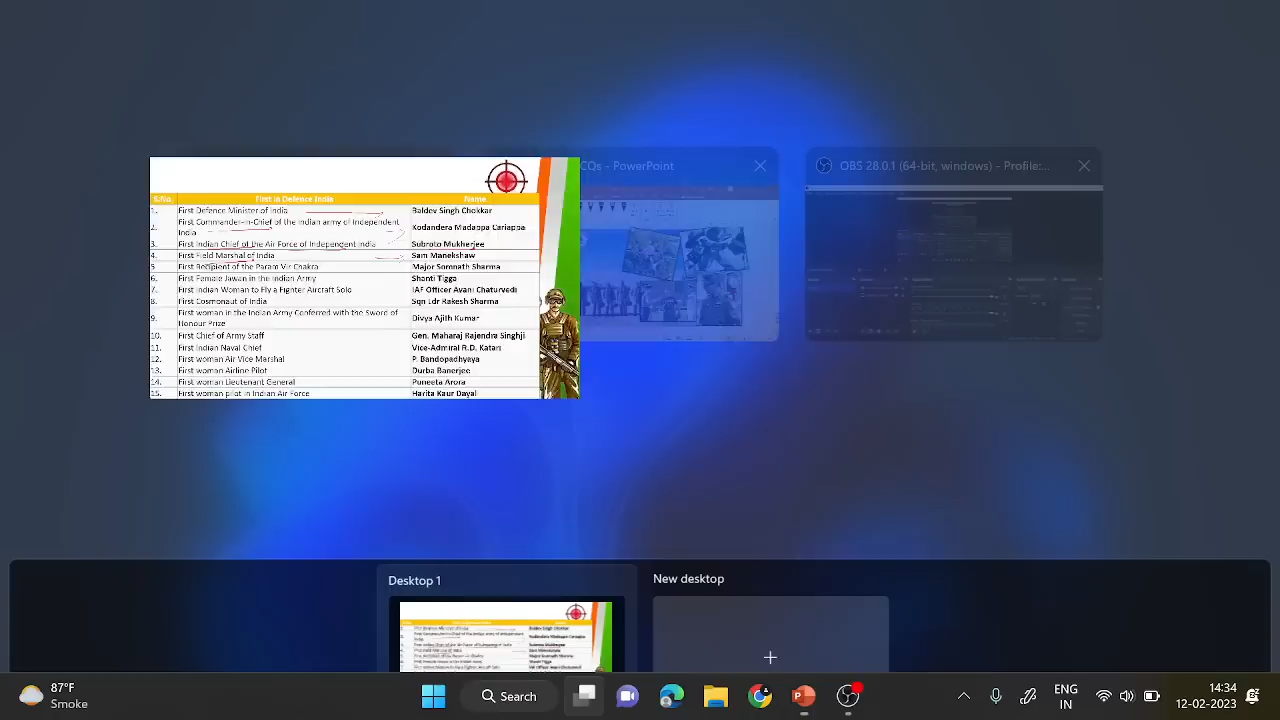 CQs - PowerPoint
OBS 28.0.1 (64-bit, windows) - Profile:...
S.No. First in Defence India Name
1. First Defence Minister of India Baldev Singh Chokkar
2. First Commander-in-Chief of the Indian army of Independent India Kodandera Madappa Cariappa
3. First Indian Chief of the Air Force of Independent India Subroto Mukherjee
4. First Field Marshal of India Sam Manekshaw
5 First Recipient of the Param Vir Chakra Major Somnath Sharma
6. First Female Jawan in the Indian Army Shanti Tigga
7. First Indian Woman to Fly a Fighter Aircraft Solo IAF Officer Avani Chaturvedi
8. First Cosmonaut of India Sqn Ldr Rakesh Sharma
9. First woman in the Indian Army Conferred with the Sword of Honour Prize Divya Ajith Kumar
10. First Chief of Army Staff Gen. Maharaj Rajendra Singhji
11. First Indian Naval Chief Vice-Admiral R.D. Katari
12. First woman Air Vice Marshal P. Bandopadhyaya
13. First woman Airline Pilot Durba Banerjee
14. First woman Lieutenant General Puneeta Arora
15. First woman pilot in Indian Air Force Harita Kaur Dayal
Desktop 1
New desktop
87°F
Smoke
Search
ENG
IN
14:34
12-02-2023